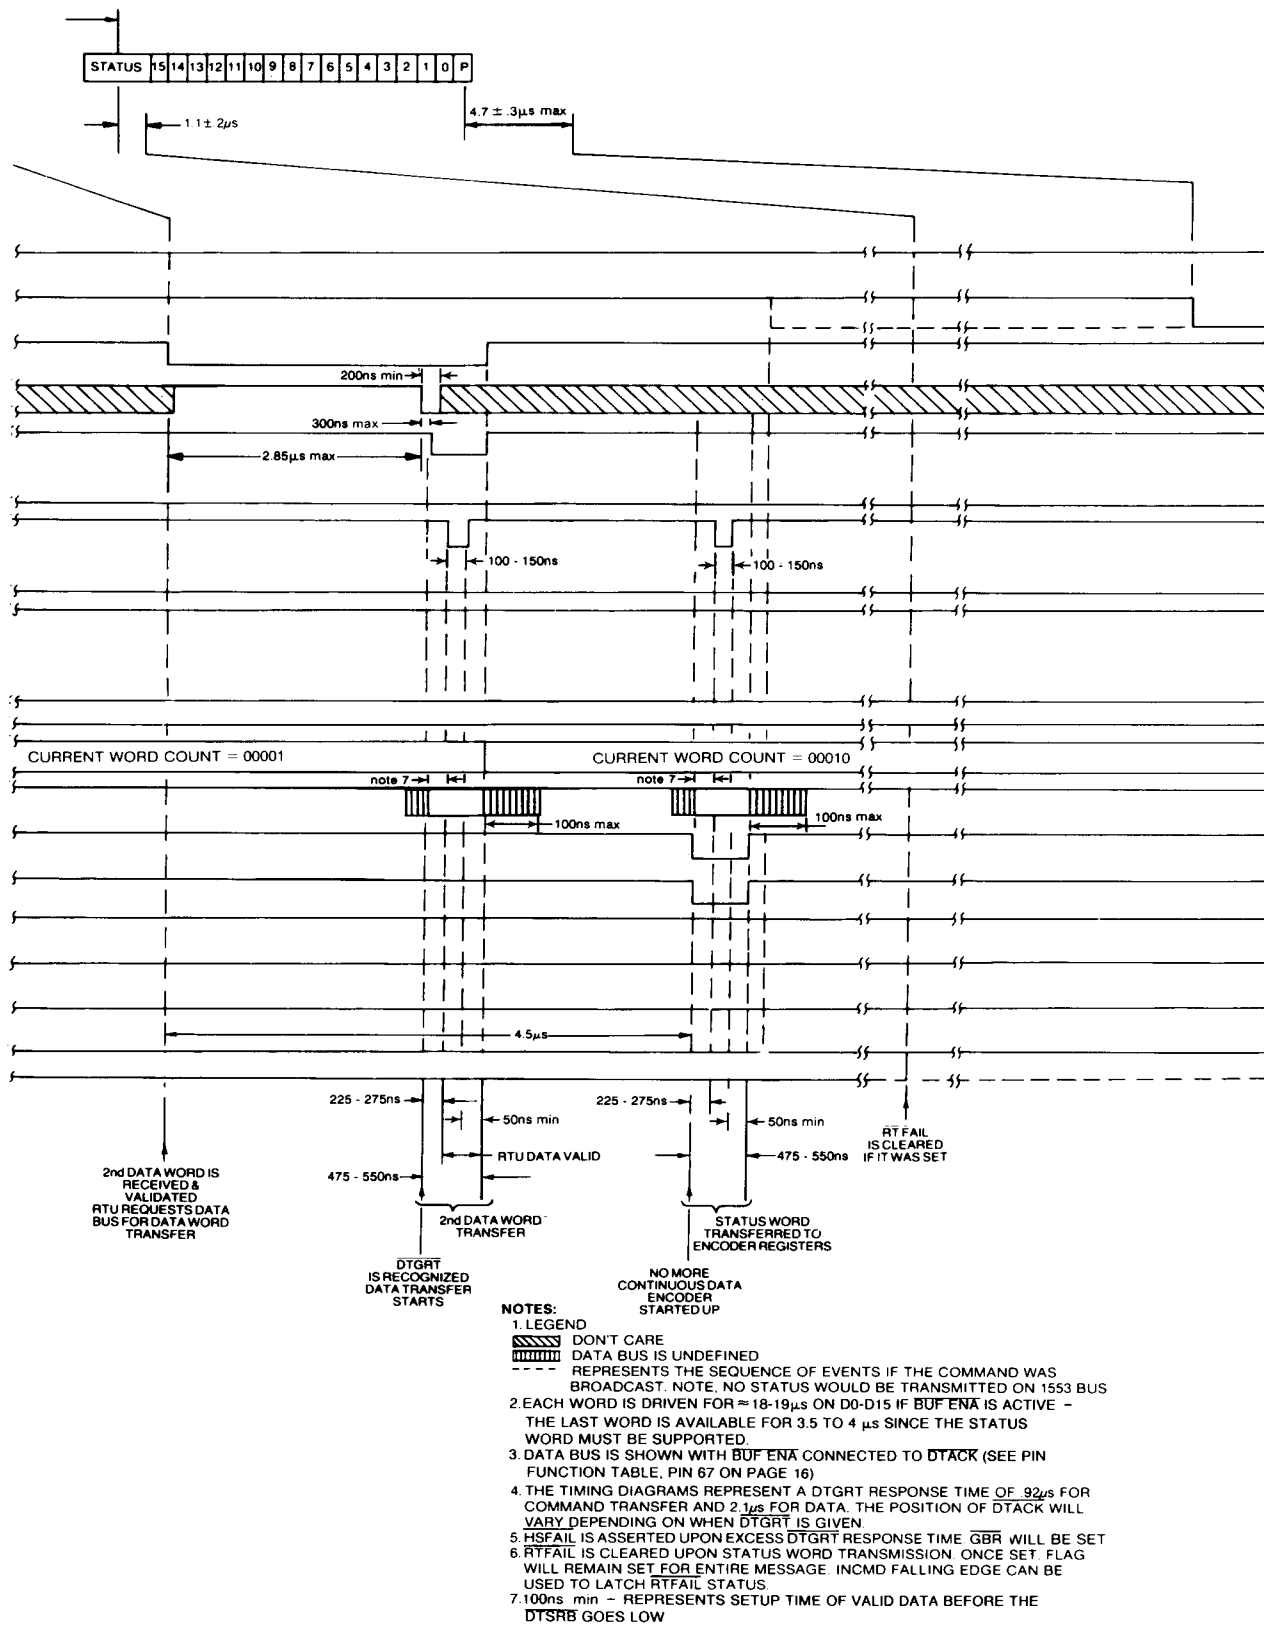 STATUS 15 14 13 12 11 10 9 8 7 6 5 4 3 2 1 0 P
4.7 ± .3µs max
1.1 ± .2µs
200ns min
300ns max
2.85µs max
100 - 150ns
100 - 150ns
CURRENT WORD COUNT = 00001
CURRENT WORD COUNT = 00010
note 7
note 7
100ns max
100ns max
4.5µs
225 - 275ns
225 - 275ns
50ns min
50ns min
RTU DATA VALID
475 - 550ns
475 - 550ns
RT FAIL
IS CLEARED
IF IT WAS SET
2nd DATA WORD IS
RECEIVED &
VALIDATED
RTU REQUESTS DATA
BUS FOR DATA WORD
TRANSFER
2nd DATA WORD
TRANSFER
STATUS WORD
TRANSFERRED TO
ENCODER REGISTERS
DTGRT
IS RECOGNIZED
DATA TRANSFER
STARTS
NO MORE
CONTINUOUS DATA
ENCODER
STARTED UP
NOTES:
1. LEGEND
DON'T CARE
DATA BUS IS UNDEFINED
---- REPRESENTS THE SEQUENCE OF EVENTS IF THE COMMAND WAS
BROADCAST. NOTE, NO STATUS WOULD BE TRANSMITTED ON 1553 BUS
2. EACH WORD IS DRIVEN FOR ≈ 18-19µs ON D0-D15 IF BUF ENA IS ACTIVE –
THE LAST WORD IS AVAILABLE FOR 3.5 TO 4 µs SINCE THE STATUS
WORD MUST BE SUPPORTED.
3. DATA BUS IS SHOWN WITH BUF ENA CONNECTED TO DTACK (SEE PIN
FUNCTION TABLE, PIN 67 ON PAGE 16)
4. THE TIMING DIAGRAMS REPRESENT A DTGRT RESPONSE TIME OF .92µs FOR
COMMAND TRANSFER AND 2.1µs FOR DATA. THE POSITION OF DTACK WILL
VARY DEPENDING ON WHEN DTGRT IS GIVEN.
5. HSFAIL IS ASSERTED UPON EXCESS DTGRT RESPONSE TIME. GBR WILL BE SET
6. RTFAIL IS CLEARED UPON STATUS WORD TRANSMISSION. ONCE SET, FLAG
WILL REMAIN SET FOR ENTIRE MESSAGE. INCMD FALLING EDGE CAN BE
USED TO LATCH RTFAIL STATUS.
7. 100ns min – REPRESENTS SETUP TIME OF VALID DATA BEFORE THE
DTSRB GOES LOW